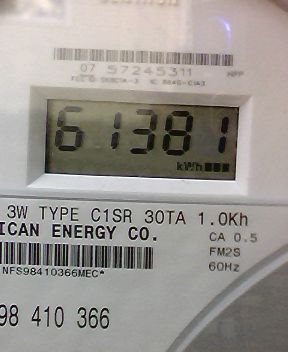 07 57245311 HPP
61381
kWh
3W TYPE C1SR 30TA 1.0Kh
ICAN ENERGY CO. CA 0.5
FM2S
NFS98410366MEC* 60Hz
98 410 366